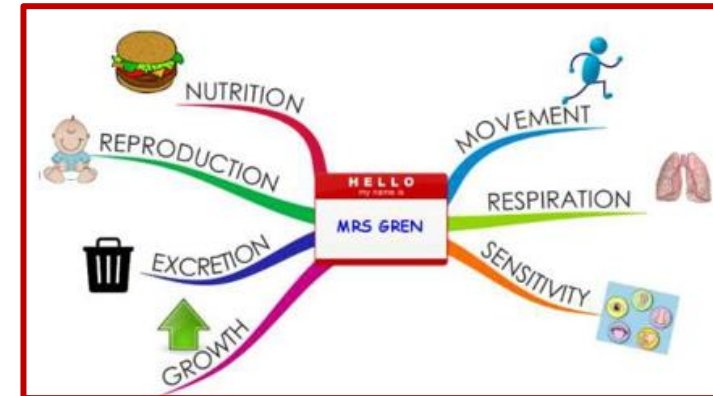 NUTRITION
MOVEMENT
REPRODUCTION
HELLO
my name is
RESPIRATION
MRS GREN
EXCRETION
SENSITIVITY
GROWTH